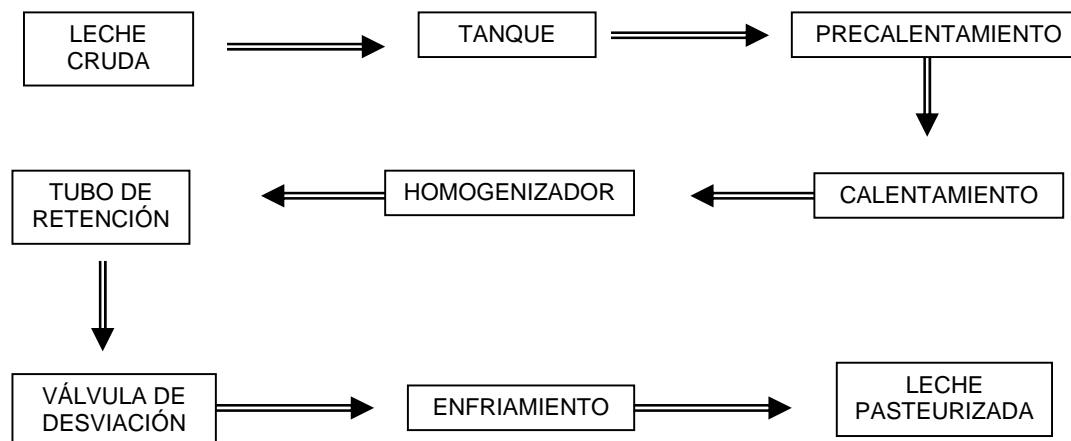 LECHE
CRUDA
TANQUE
PRECALENTAMIENTO
CALENTAMIENTO
HOMOGENIZADOR
TUBO DE
RETENCIÓN
VÁLVULA DE
DESVIACIÓN
ENFRIAMIENTO
LECHE
PASTEURIZADA